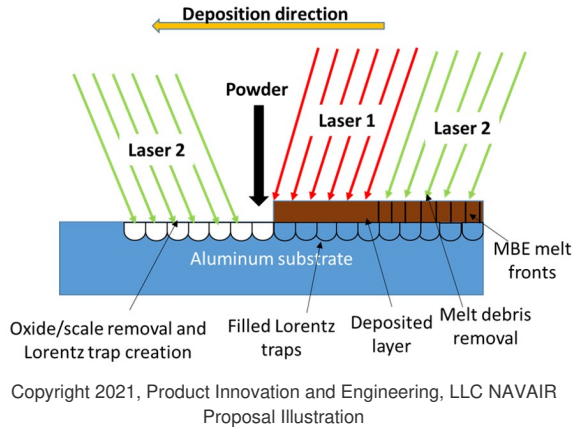 Deposition direction
Powder
Laser 1
Laser 2
Laser 2
Aluminum substrate
MBE melt
fronts
Oxide/scale removal and
Lorentz trap creation
Filled Lorentz
traps
Deposited
layer
Melt debris
removal
Copyright 2021, Product Innovation and Engineering, LLC NAVAIR
Proposal Illustration